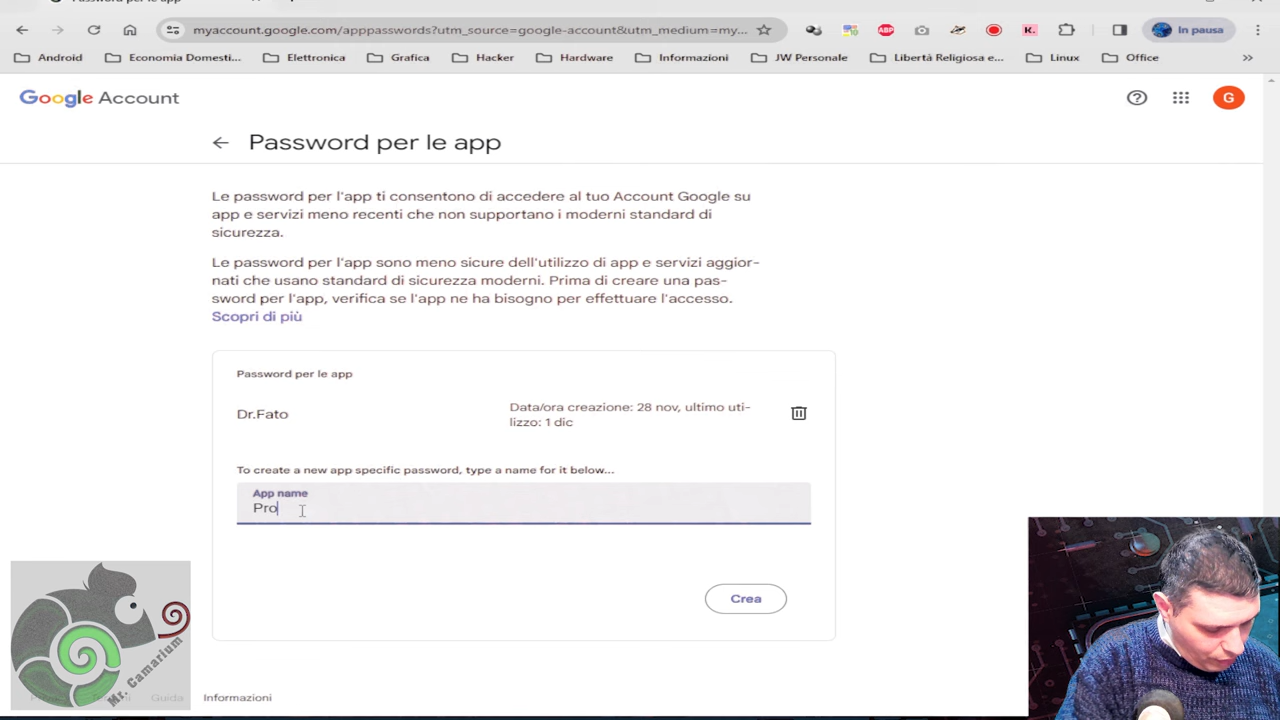 myaccount.google.com/apppasswords?utm_source=google-account&utm_medium=my...
ABP
K.
In pausa
Android
Economia Domesti...
Elettronica
Grafica
Hacker
Hardware
Informazioni
JW Personale
Libertà Religiosa e...
Linux
Office
»
Google Account
G
Password per le app
Le password per l'app ti consentono di accedere al tuo Account Google su
app e servizi meno recenti che non supportano i moderni standard di
sicurezza.
Le password per l'app sono meno sicure dell'utilizzo di app e servizi aggior-
nati che usano standard di sicurezza moderni. Prima di creare una pas-
sword per l'app, verifica se l'app ne ha bisogno per effettuare l'accesso.
Scopri di più
Password per le app
Dr.Fato
Data/ora creazione: 28 nov, ultimo uti-
lizzo: 1 dic
To create a new app specific password, type a name for it below...
App name
Pro
Crea
Mr. Camarium
Guida
Informazioni